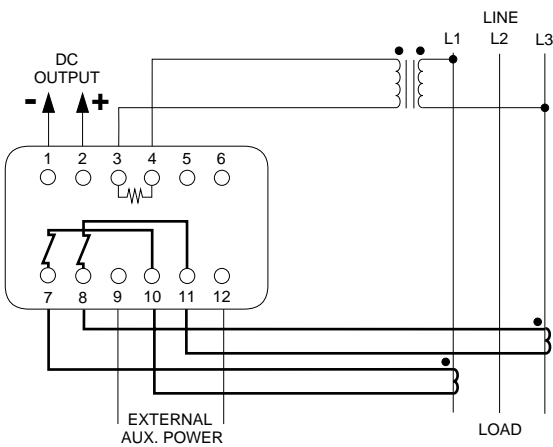 LINE
L1 L2 L3
DC
OUTPUT
- +
1 2 3 4 5 6
7 8 9 10 11 12
EXTERNAL
AUX. POWER
LOAD